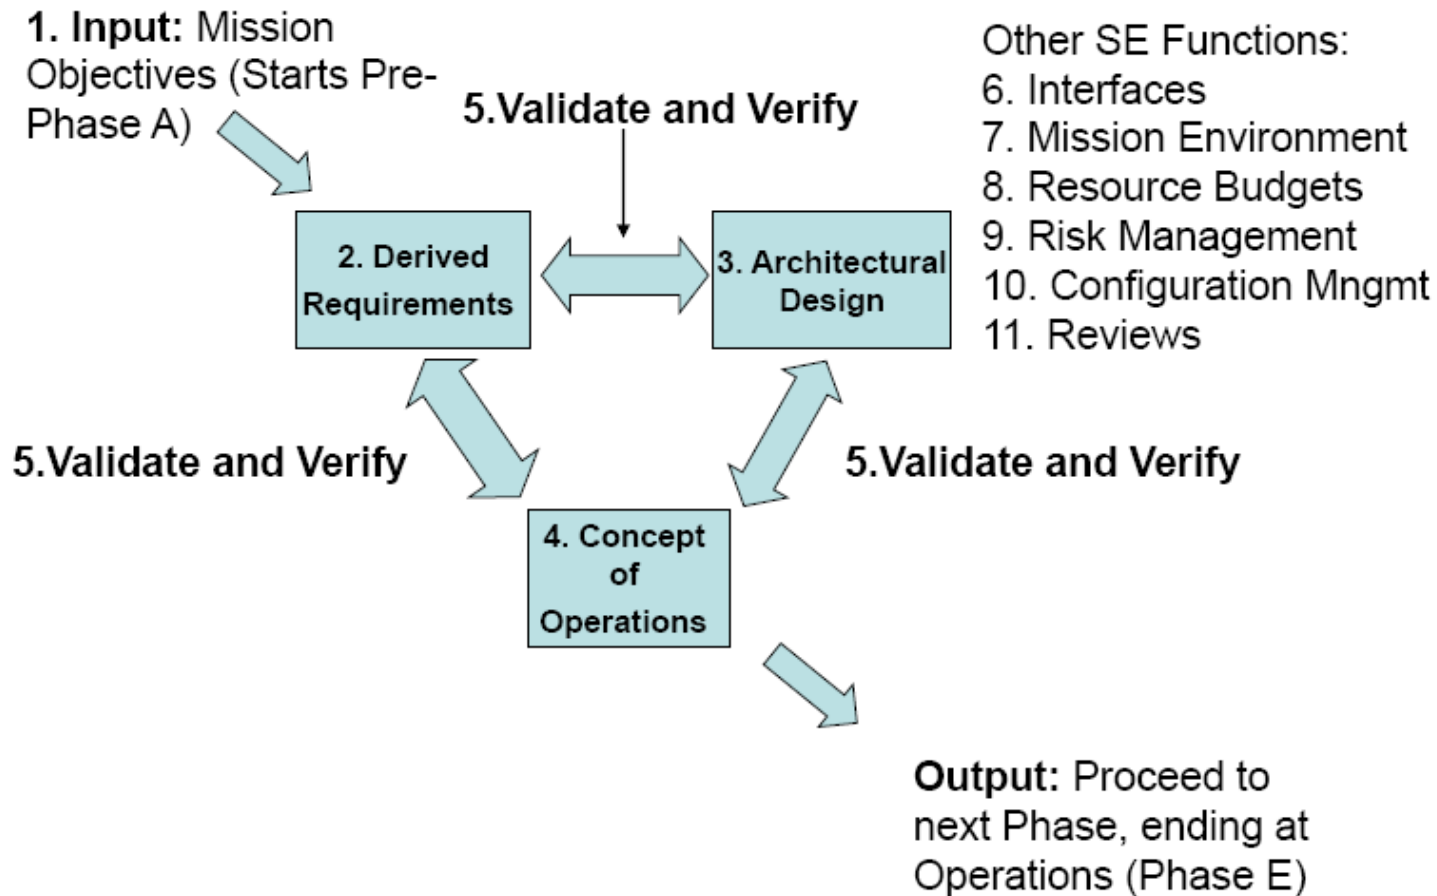 1. Input: Mission
Objectives (Starts Pre-
Phase A)
5.Validate and Verify
Other SE Functions:
6. Interfaces
7. Mission Environment
8. Resource Budgets
9. Risk Management
10. Configuration Mngmt
11. Reviews
2. Derived
Requirements
3. Architectural
Design
5.Validate and Verify
5.Validate and Verify
4. Concept
of
Operations
Output: Proceed to
next Phase, ending at
Operations (Phase E)